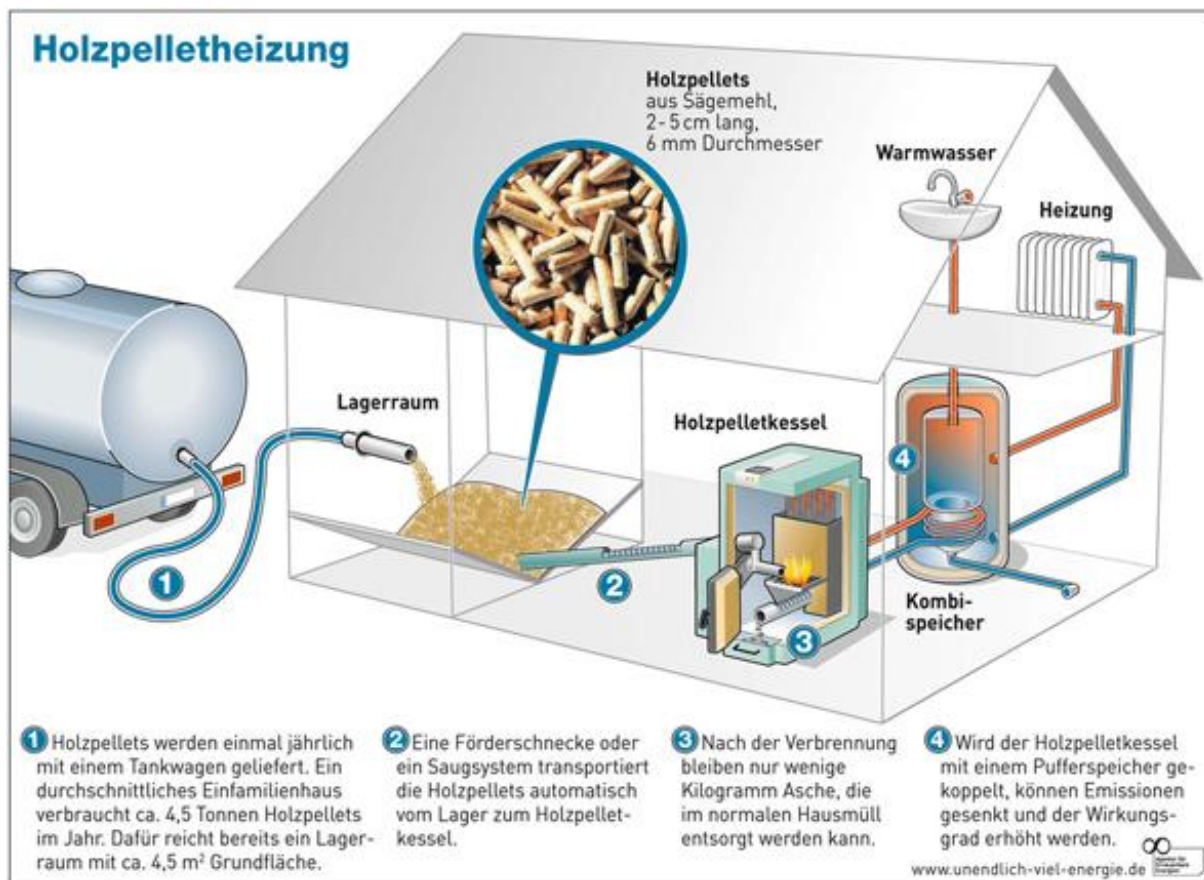 Holzpelletheizung
Holzpellets
aus Sägemehl,
2-5 cm lang,
6 mm Durchmesser
Warmwasser
Heizung
Lagerraum
Holzpelletkessel
4
1
2
3
Kombi-
speicher
1 Holzpellets werden einmal jährlich
mit einem Tankwagen geliefert. Ein
durchschnittliches Einfamilienhaus
verbraucht ca. 4,5 Tonnen Holzpellets
im Jahr. Dafür reicht bereits ein Lager-
raum mit ca. 4,5 m² Grundfläche.
2 Eine Förderschnecke oder
ein Saugsystem transportiert
die Holzpellets automatisch
vom Lager zum Holzpellet-
kessel.
3 Nach der Verbrennung
bleiben nur wenige
Kilogramm Asche, die
im normalen Hausmüll
entsorgt werden kann.
4 Wird der Holzpelletkessel
mit einem Pufferspeicher ge-
koppelt, können Emissionen
gesenkt und der Wirkungs-
grad erhöht werden.
www.unendlich-viel-energie.de